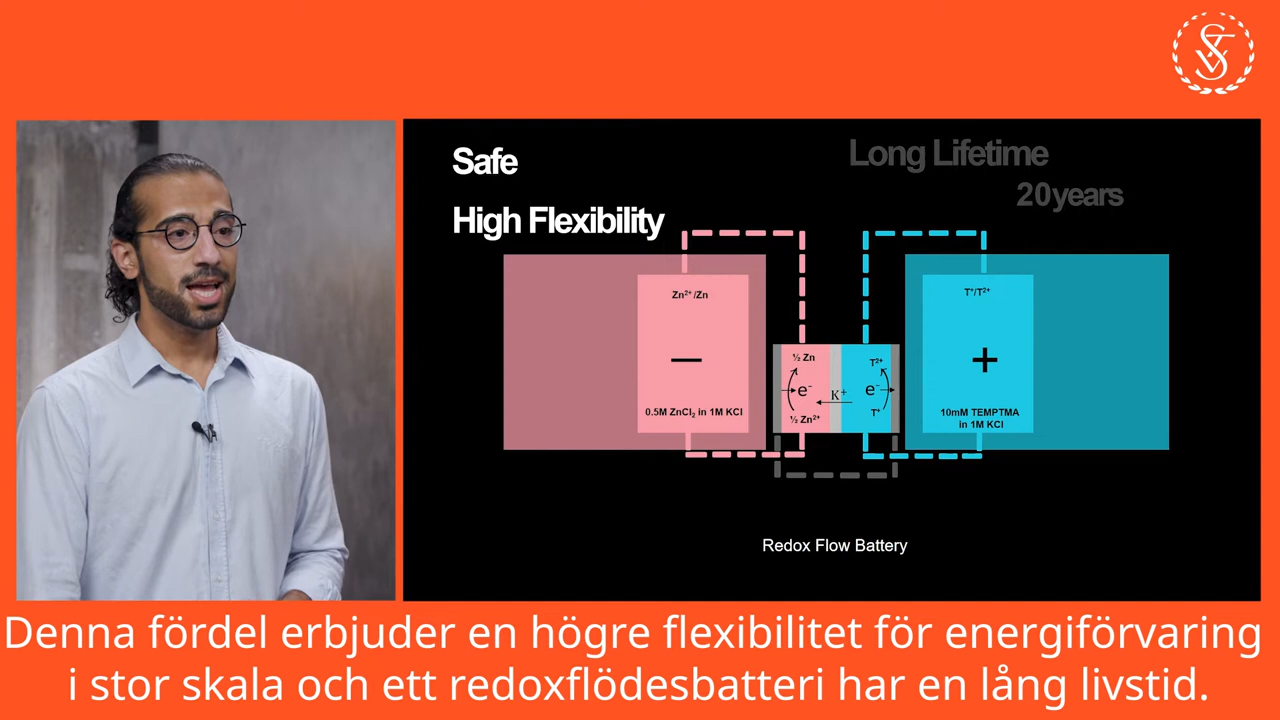 SVT
Safe
Long Lifetime
20years
High Flexibility
Zn²⁺/Zn
T⁺/T²⁺
½ Zn
T²⁺
−
e⁻
K⁺
e⁻
+
½ Zn²⁺
T⁺
0.5M ZnCl₂ in 1M KCl
10mM TEMPTMA
in 1M KCl
Redox Flow Battery
Denna fördel erbjuder en högre flexibilitet för energiförvaring
i stor skala och ett redoxflödesbatteri har en lång livstid.